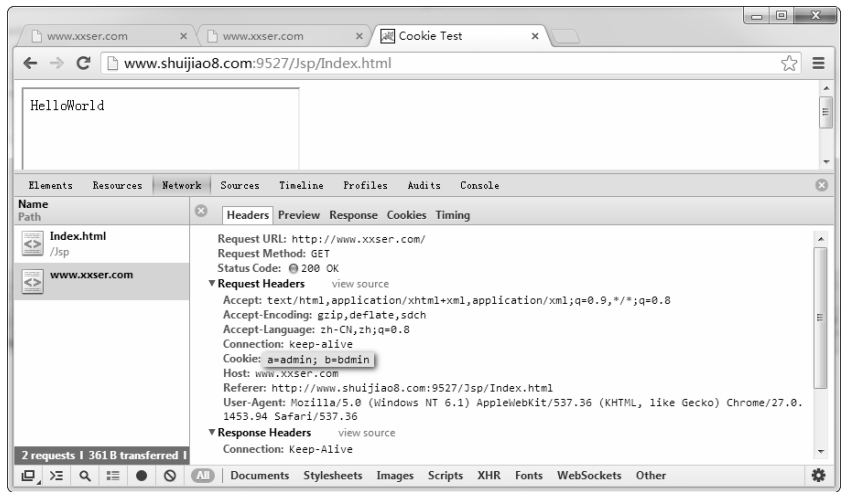 www.xxser.com
www.xxser.com
Cookie Test
www.shuijiao8.com:9527/Jsp/Index.html
HelloWorld
Elements Resources Network Sources Timeline Profiles Audits Console
Name
Path
Headers Preview Response Cookies Timing
Index.html
/Jsp
www.xxser.com
Request URL: http://www.xxser.com/
Request Method: GET
Status Code: 200 OK
Request Headers view source
Accept: text/html,application/xhtml+xml,application/xml;q=0.9,*/*;q=0.8
Accept-Encoding: gzip,deflate,sdch
Accept-Language: zh-CN,zh;q=0.8
Connection: keep-alive
Cookie: a=admin; b=bdmin
Host: www.xxser.com
Referer: http://www.shuijiao8.com:9527/Jsp/Index.html
User-Agent: Mozilla/5.0 (Windows NT 6.1) AppleWebKit/537.36 (KHTML, like Gecko) Chrome/27.0.
1453.94 Safari/537.36
Response Headers view source
Connection: Keep-Alive
2 requests | 361 B transferred |
All Documents Stylesheets Images Scripts XHR Fonts WebSockets Other